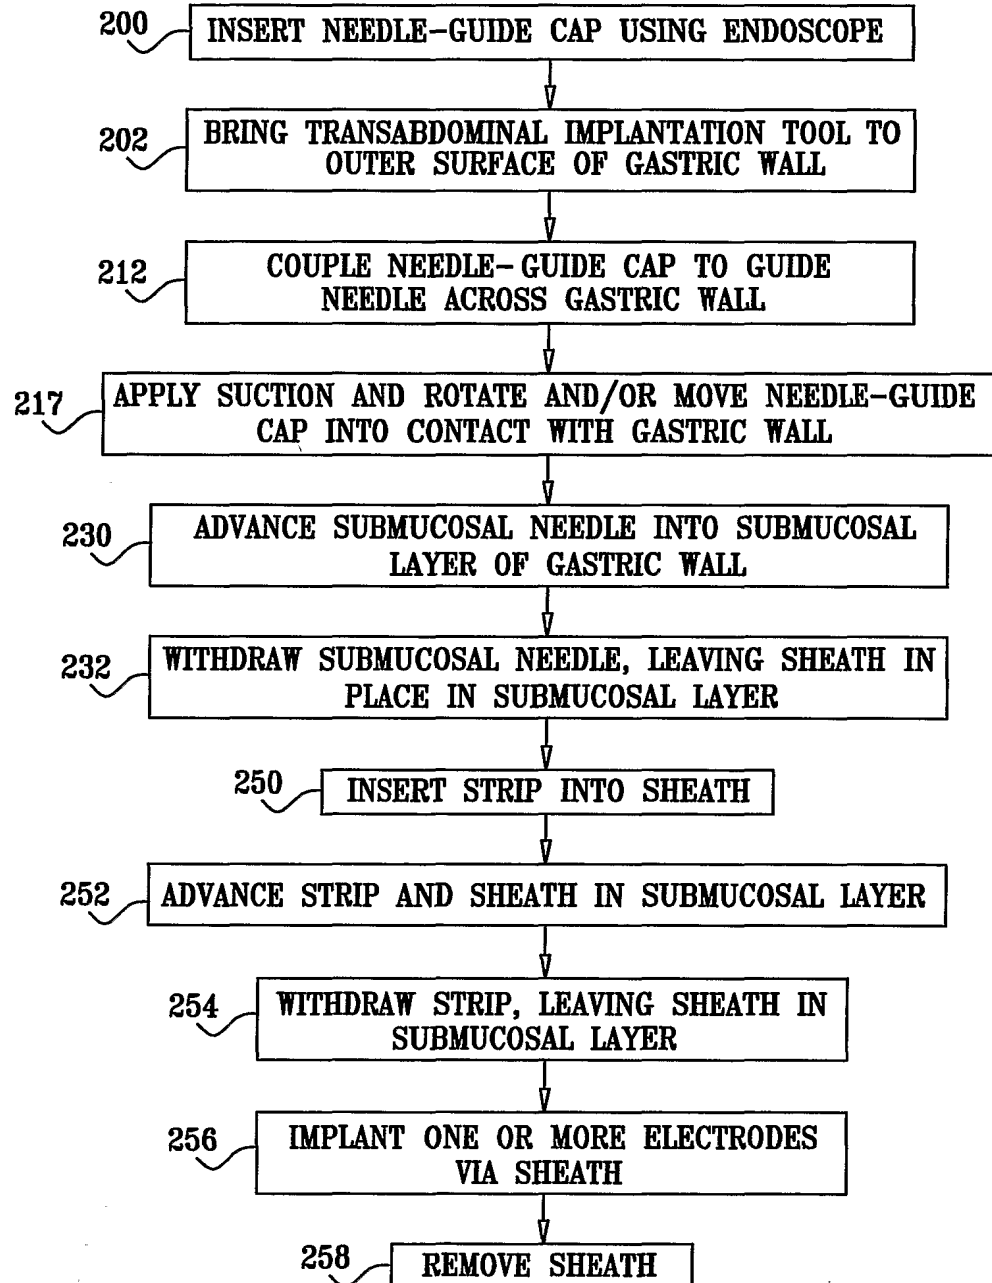 200 INSERT NEEDLE-GUIDE CAP USING ENDOSCOPE
202 BRING TRANSABDOMINAL IMPLANTATION TOOL TO
OUTER SURFACE OF GASTRIC WALL
212 COUPLE NEEDLE-GUIDE CAP TO GUIDE
NEEDLE ACROSS GASTRIC WALL
217 APPLY SUCTION AND ROTATE AND/OR MOVE NEEDLE-GUIDE
CAP INTO CONTACT WITH GASTRIC WALL
230 ADVANCE SUBMUCOSAL NEEDLE INTO SUBMUCOSAL
LAYER OF GASTRIC WALL
232 WITHDRAW SUBMUCOSAL NEEDLE, LEAVING SHEATH IN
PLACE IN SUBMUCOSAL LAYER
250 INSERT STRIP INTO SHEATH
252 ADVANCE STRIP AND SHEATH IN SUBMUCOSAL LAYER
254 WITHDRAW STRIP, LEAVING SHEATH IN
SUBMUCOSAL LAYER
256 IMPLANT ONE OR MORE ELECTRODES
VIA SHEATH
258 REMOVE SHEATH